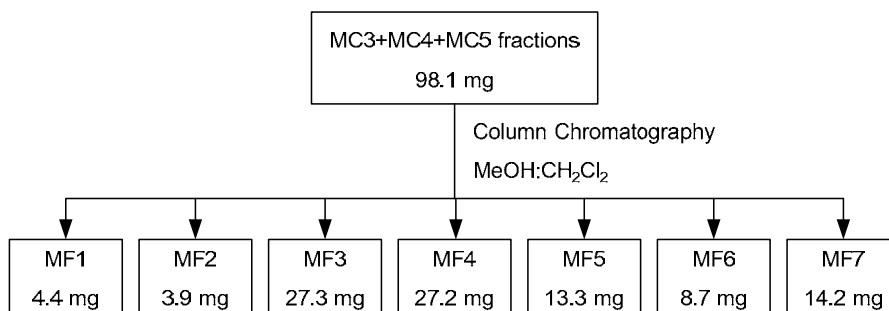 MC3+MC4+MC5 fractions
98.1 mg
Column Chromatography
MeOH:CH₂Cl₂
MF1
4.4 mg
MF2
3.9 mg
MF3
27.3 mg
MF4
27.2 mg
MF5
13.3 mg
MF6
8.7 mg
MF7
14.2 mg